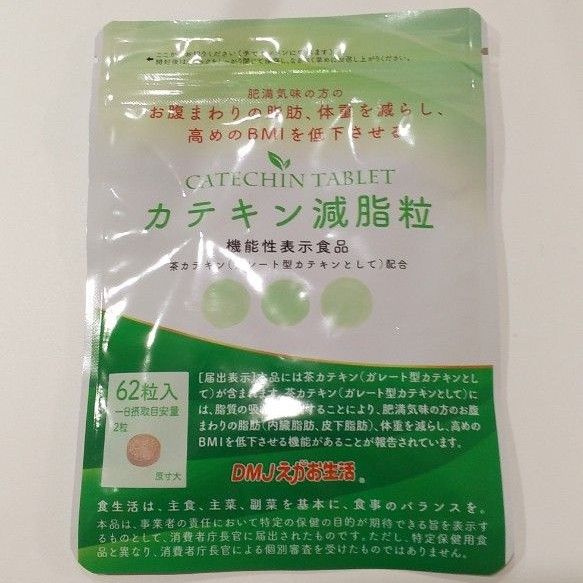 肥満気味の方の
お腹まわりの脂肪、体重を減らし、
高めのBMIを低下させる
CATECHIN TABLET
カテキン減脂粒
機能性表示食品
茶カテキン(ガレート型カテキンとして)配合
62粒入
一日摂取目安量
2粒
原寸大
[届出表示]本品には茶カテキン(ガレート型カテキンとし
て)が含まれます。茶カテキン(ガレート型カテキンとして)
には、脂質の吸収を することにより、肥満気味の方のお腹
まわりの脂肪(内臓脂肪、皮下脂肪)、体重を減らし、高めの
BMIを低下させる機能があることが報告されています。
DMJえがお生活®
食生活は、主食、主菜、副菜を基本に、食事のバランスを。
本品は、事業者の責任において特定の保健の目的が期待できる旨を表示す
るものとして、消費者庁長官に届出されたものです。ただし、特定保健用食
品と異なり、消費者庁長官による個別審査を受けたものではありません。